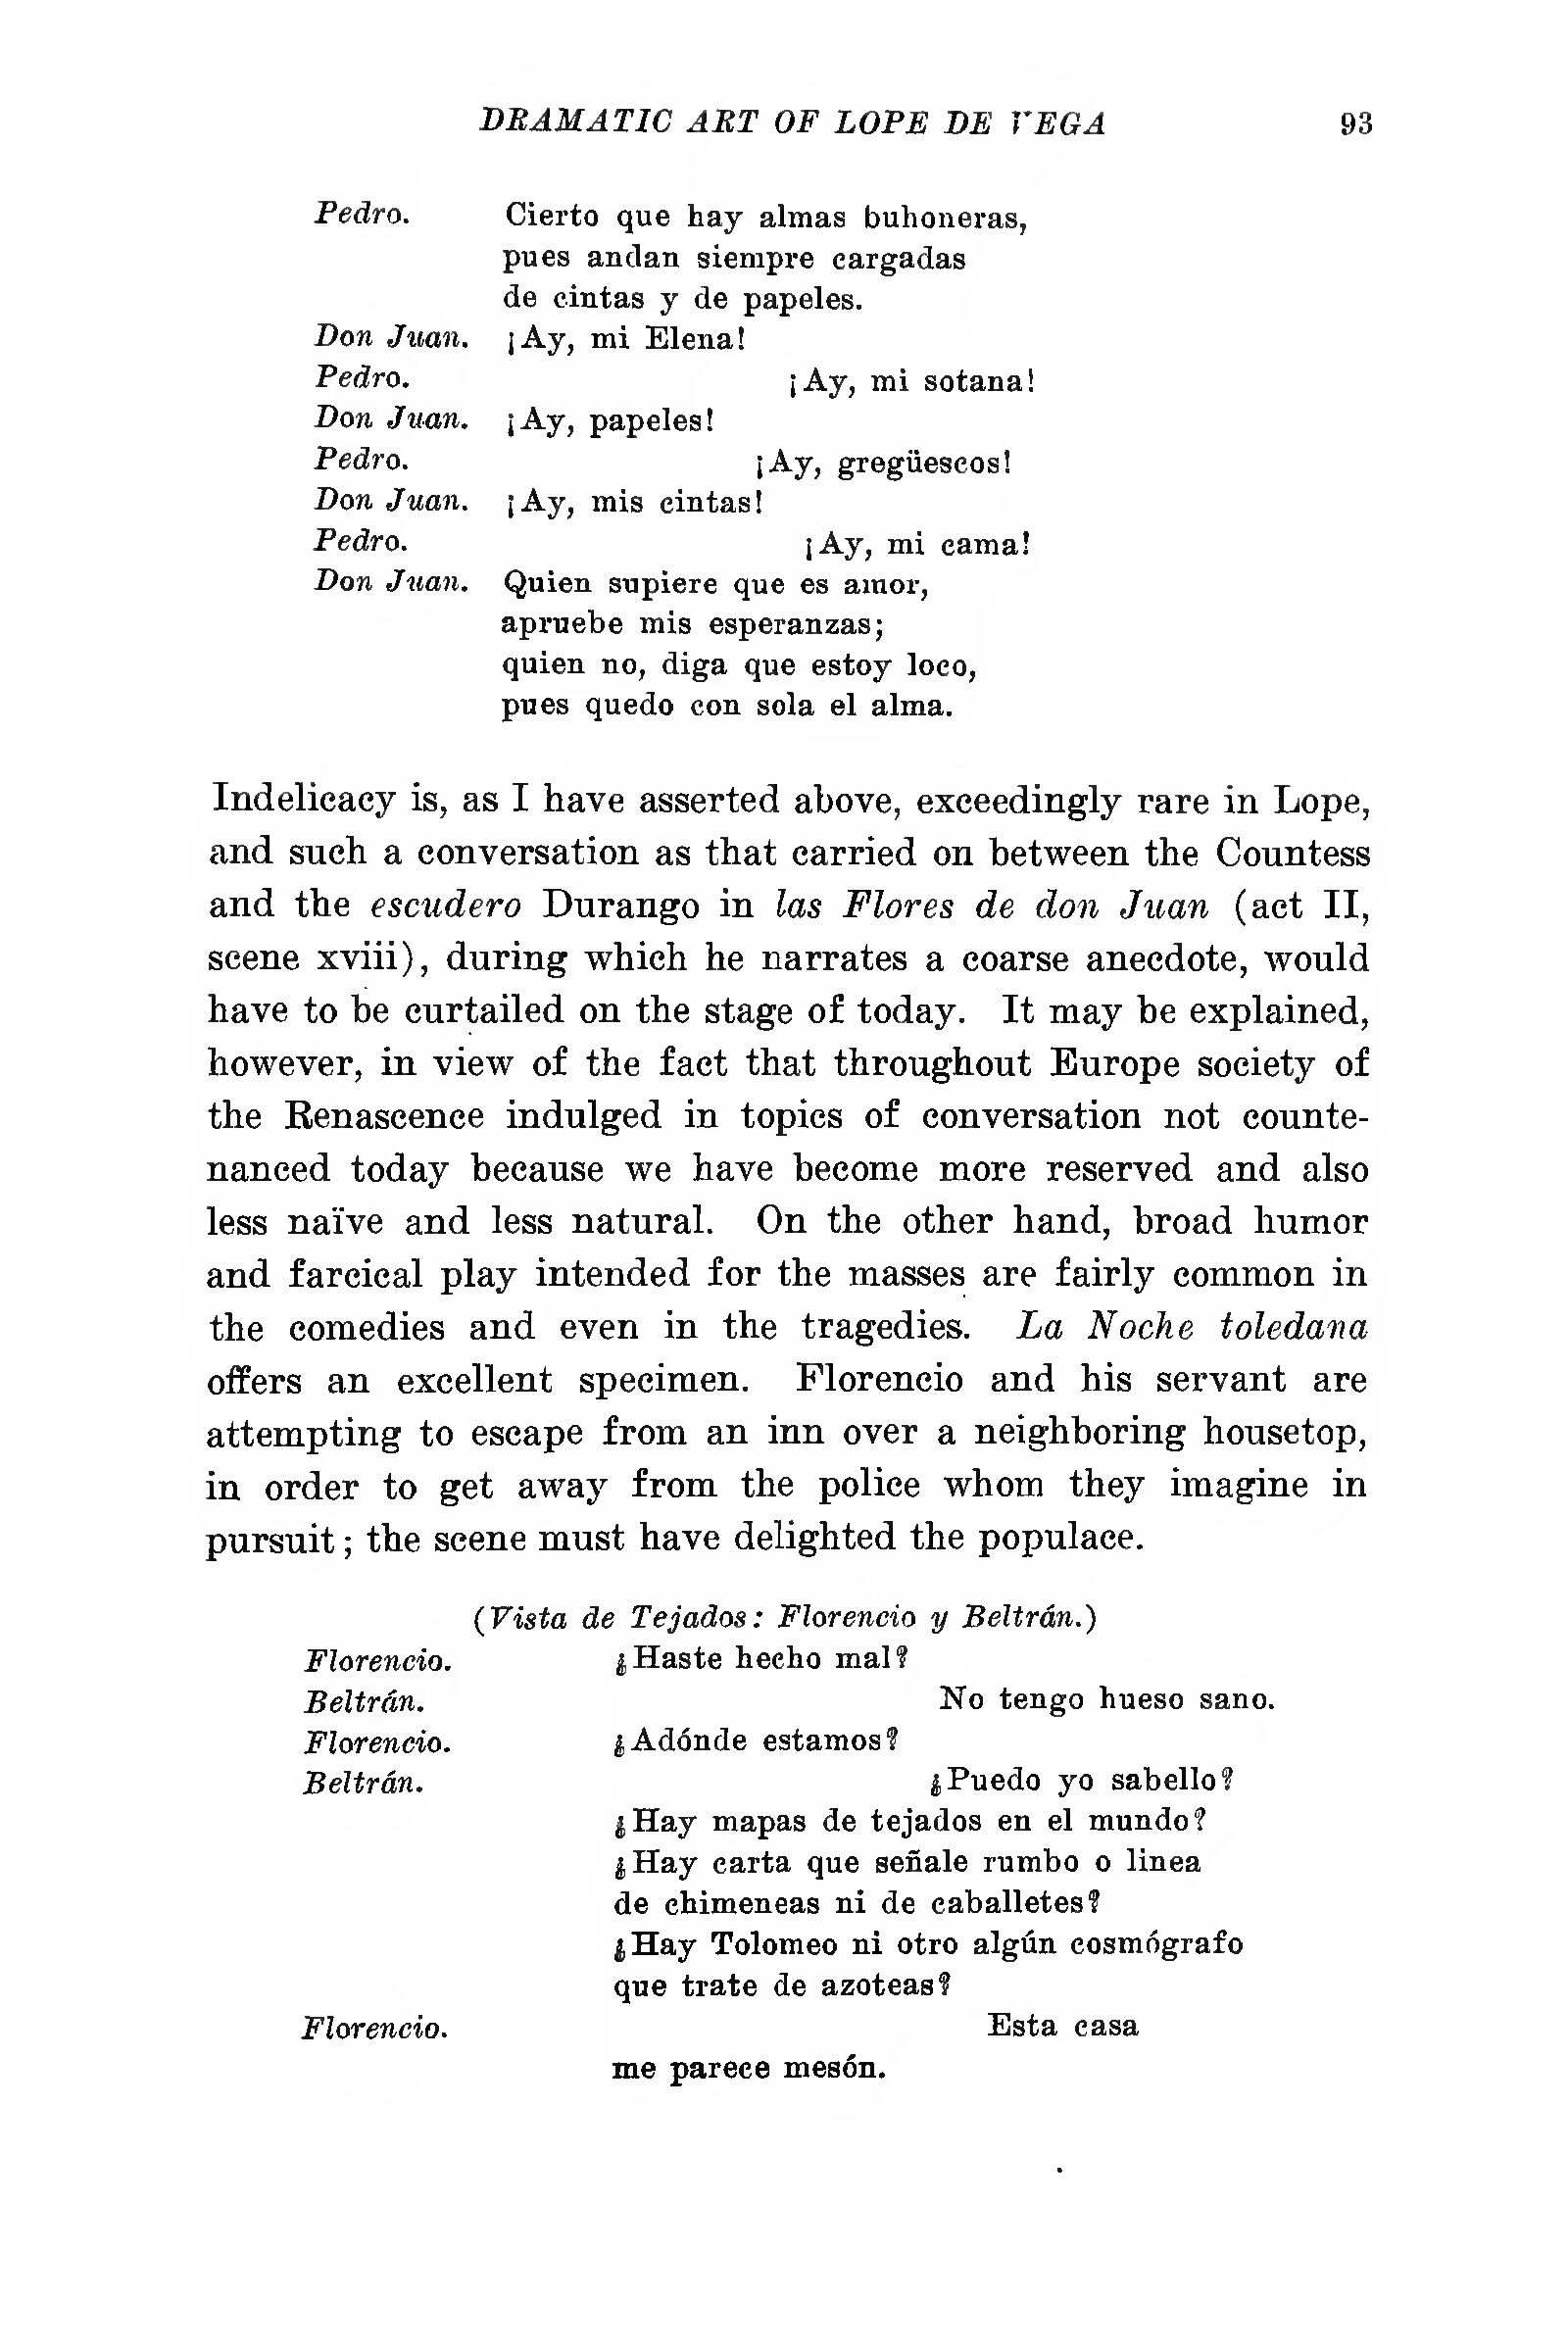 DRAMATIC ART OF LOPE DE VEGA 93
Pedro. Cierto que hay almas buhoneras,
pues andan siempre cargadas
de cintas y de papeles.
Don Juan. ¡Ay, mi Elena!
Pedro. ¡Ay, mi sotana!
Don Juan. ¡Ay, papeles!
Pedro. ¡Ay, gregüescos!
Don Juan. ¡Ay, mis cintas!
Pedro. ¡Ay, mi cama!
Don Juan. Quien supiere que es amor,
apruebe mis esperanzas;
quien no, diga que estoy loco,
pues quedo con sola el alma.
Indelicacy is, as I have asserted above, exceedingly rare in Lope,
and such a conversation as that carried on between the Countess
and the escudero Durango in las Flores de don Juan (act II,
scene xviii), during which he narrates a coarse anecdote, would
have to be curtailed on the stage of today. It may be explained,
however, in view of the fact that throughout Europe society of
the Renascence indulged in topics of conversation not counte-
nanced today because we have become more reserved and also
less naïve and less natural. On the other hand, broad humor
and farcical play intended for the masses are fairly common in
the comedies and even in the tragedies. La Noche toledana
offers an excellent specimen. Florencio and his servant are
attempting to escape from an inn over a neighboring housetop,
in order to get away from the police whom they imagine in
pursuit; the scene must have delighted the populace.
(Vista de Tejados: Florencio y Beltrán.)
Florencio. ¿Haste hecho mal?
Beltrán. No tengo hueso sano.
Florencio. ¿Adónde estamos?
Beltrán. ¿Puedo yo sabello?
¿Hay mapas de tejados en el mundo?
¿Hay carta que señale rumbo o linea
de chimeneas ni de caballetes?
¿Hay Tolomeo ni otro algún cosmógrafo
que trate de azoteas?
Florencio. Esta casa
me parece mesón.